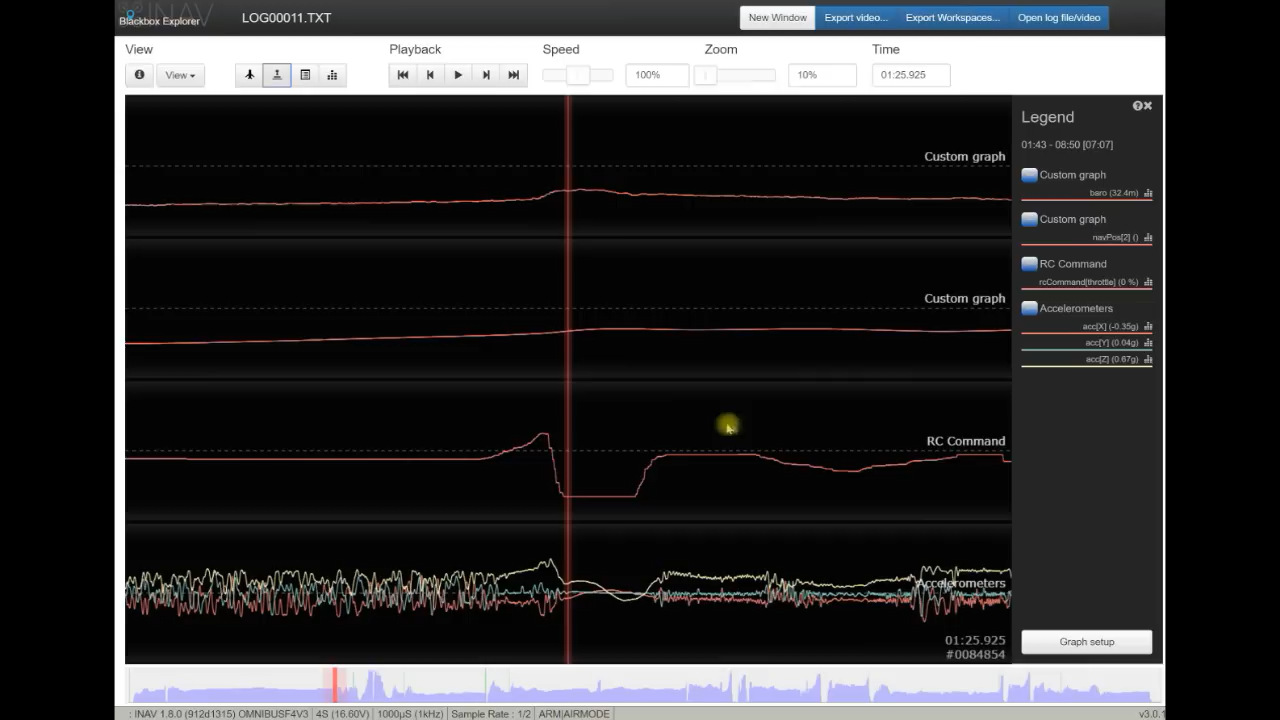 INAV
Blackbox Explorer
LOG00011.TXT
New Window
Export video...
Export Workspaces...
Open log file/video
View
Playback
Speed
Zoom
Time
View
100%
10%
01:25.925
Custom graph
Custom graph
RC Command
Accelerometers
01:25.925
#0084854
Legend
01:43 - 08:50 [07:07]
Custom graph
baro (32.4m)
Custom graph
navPos[2] ()
RC Command
rcCommand[throttle] (0 %)
Accelerometers
acc[X] (-0.35g)
acc[Y] (0.04g)
acc[Z] (0.67g)
Graph setup
: INAV 1.8.0 (912d1315) OMNIBUSF4V3 | 4S (16.60V) | 1000µS (1kHz) | Sample Rate : 1/2 | ARM|AIRMODE